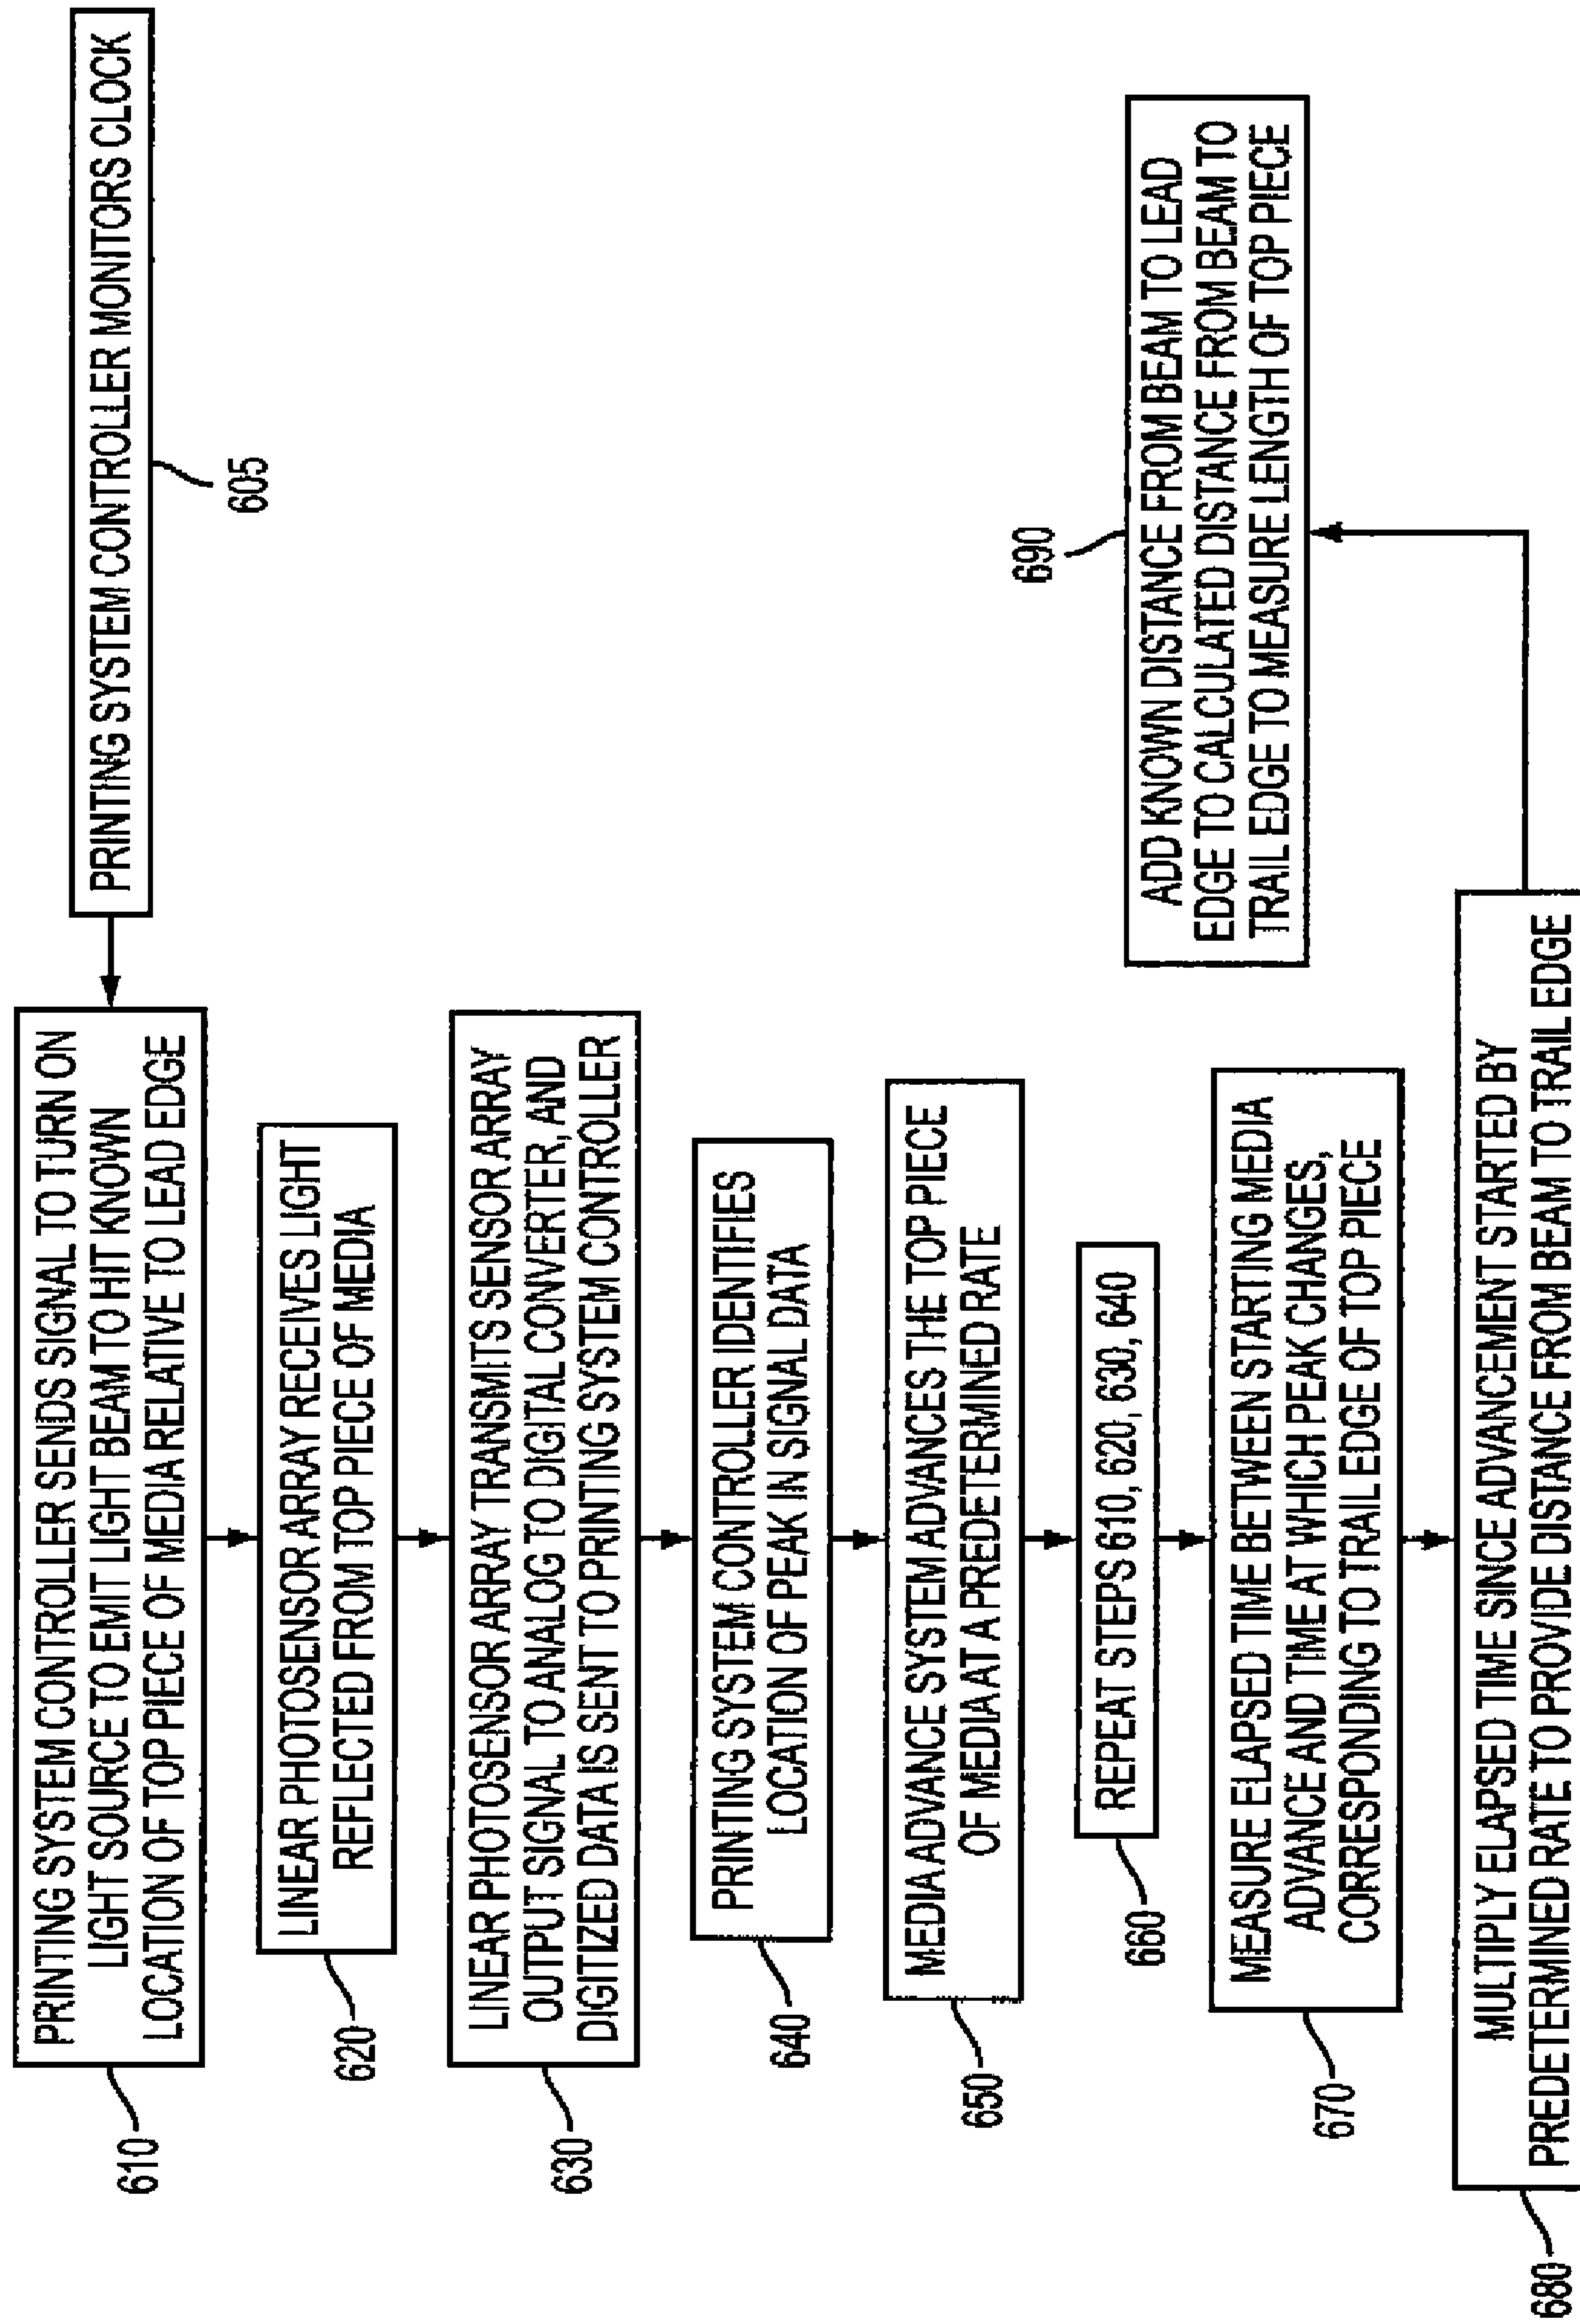 PRINTING SYSTEM CONTROLLER MONITORS CLOCK
605
PRINTING SYSTEM CONTROLLER SENDS SIGNAL TO TURN ON
LIGHT SOURCE TO EMIT LIGHT BEAM TO HIT KNOWN
LOCATION OF TOP PIECE OF MEDIA RELATIVE TO LEAD EDGE
610
LINEAR PHOTOSENSOR ARRAY RECEIVES LIGHT
REFLECTED FROM TOP PIECE OF MEDIA
620
LINEAR PHOTOSENSOR ARRAY TRANSMITS SENSOR ARRAY
OUTPUT SIGNAL TO ANALOG TO DIGITAL CONVERTER, AND
DIGITIZED DATA IS SENT TO PRINTING SYSTEM CONTROLLER
630
PRINTING SYSTEM CONTROLLER IDENTIFIES
LOCATION OF PEAK IN SIGNAL DATA
640
MEDIA ADVANCE SYSTEM ADVANCES THE TOP PIECE
OF MEDIA AT A PREDETERMINED RATE
650
REPEAT STEPS 610, 620, 630, 640
660
MEASURE ELAPSED TIME BETWEEN STARTING MEDIA
ADVANCE AND TIME AT WHICH PEAK CHANGES,
CORRESPONDING TO TRAIL EDGE OF TOP PIECE
670
MULTIPLY ELAPSED TIME SINCE ADVANCEMENT STARTED BY
PREDETERMINED RATE TO PROVIDE DISTANCE FROM BEAM TO TRAIL EDGE
680
690
ADD KNOWN DISTANCE FROM BEAM TO LEAD
EDGE TO CALCULATED DISTANCE FROM BEAM TO
TRAIL EDGE TO MEASURE LENGTH OF TOP PIECE